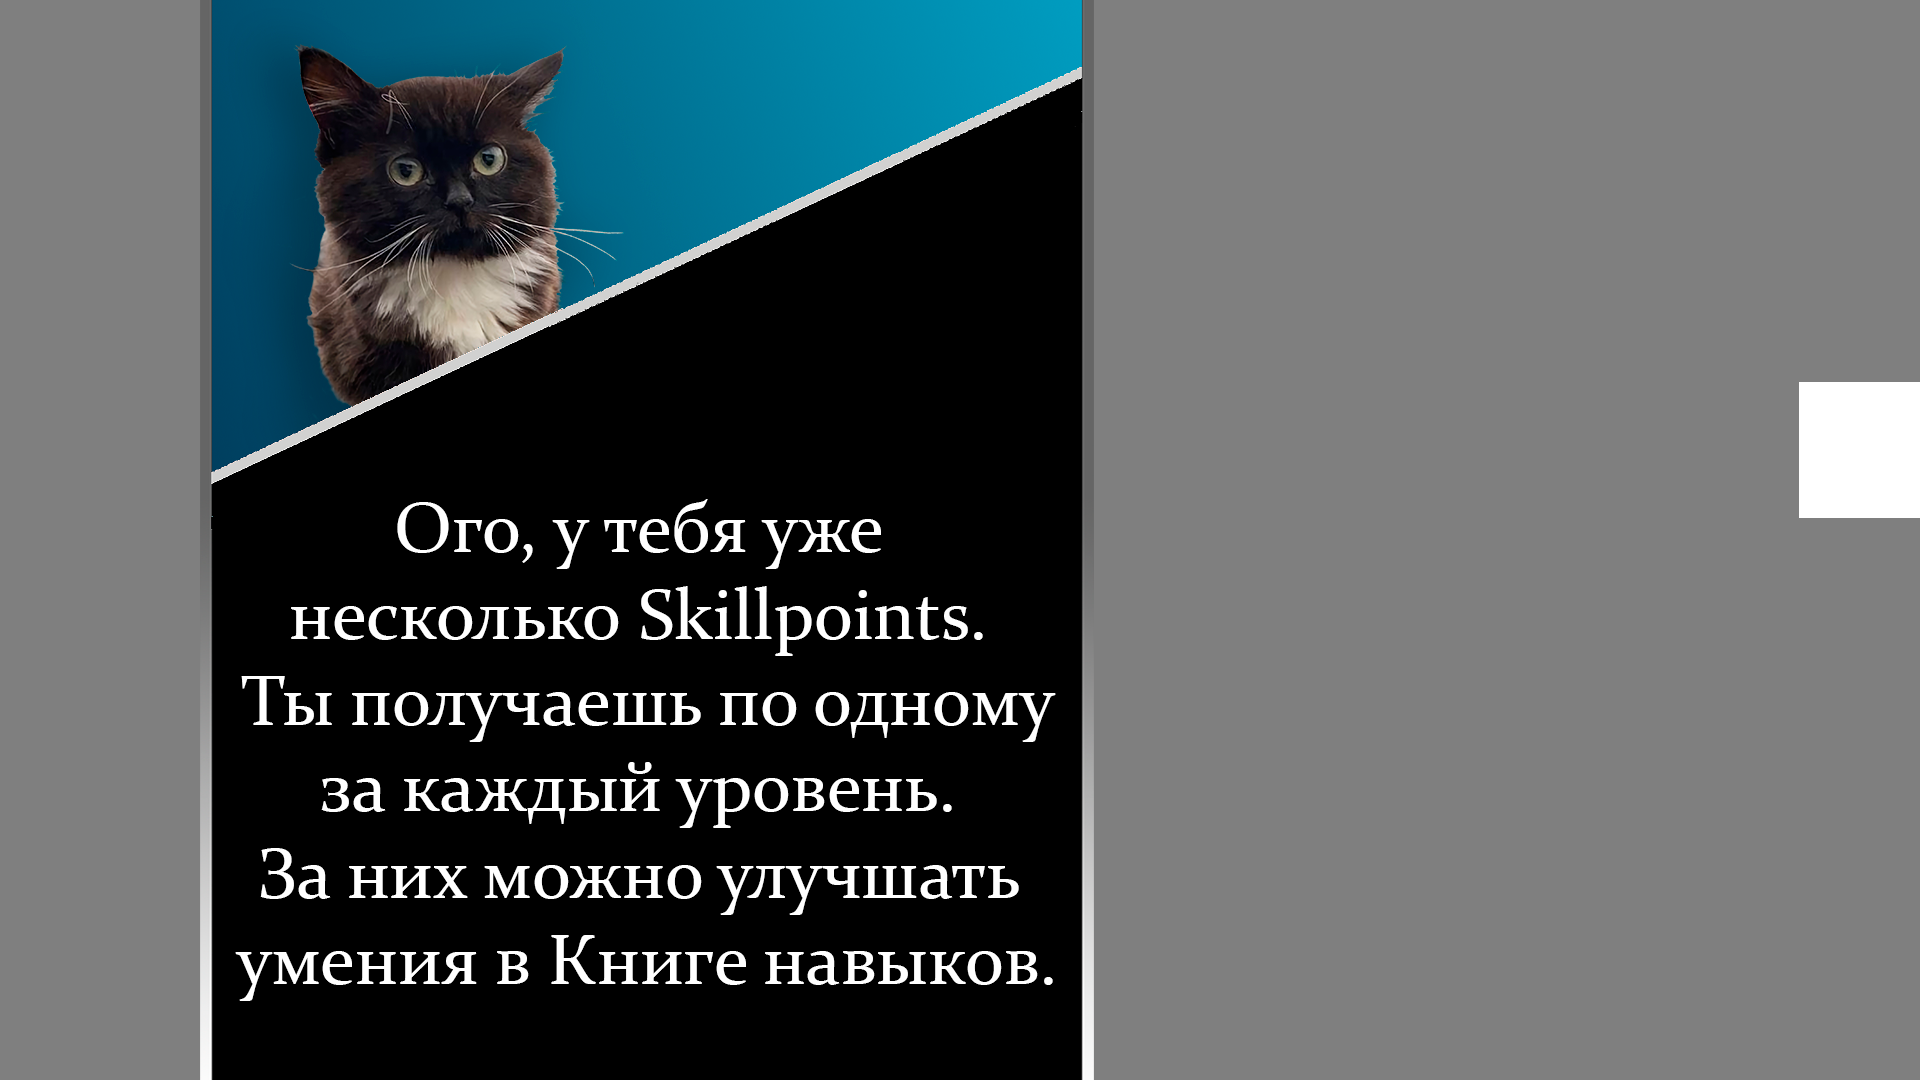 Ого, у тебя уже
несколько Skillpoints.
Ты получаешь по одному
за каждый уровень.
За них можно улучшать
умения в Книге навыков.